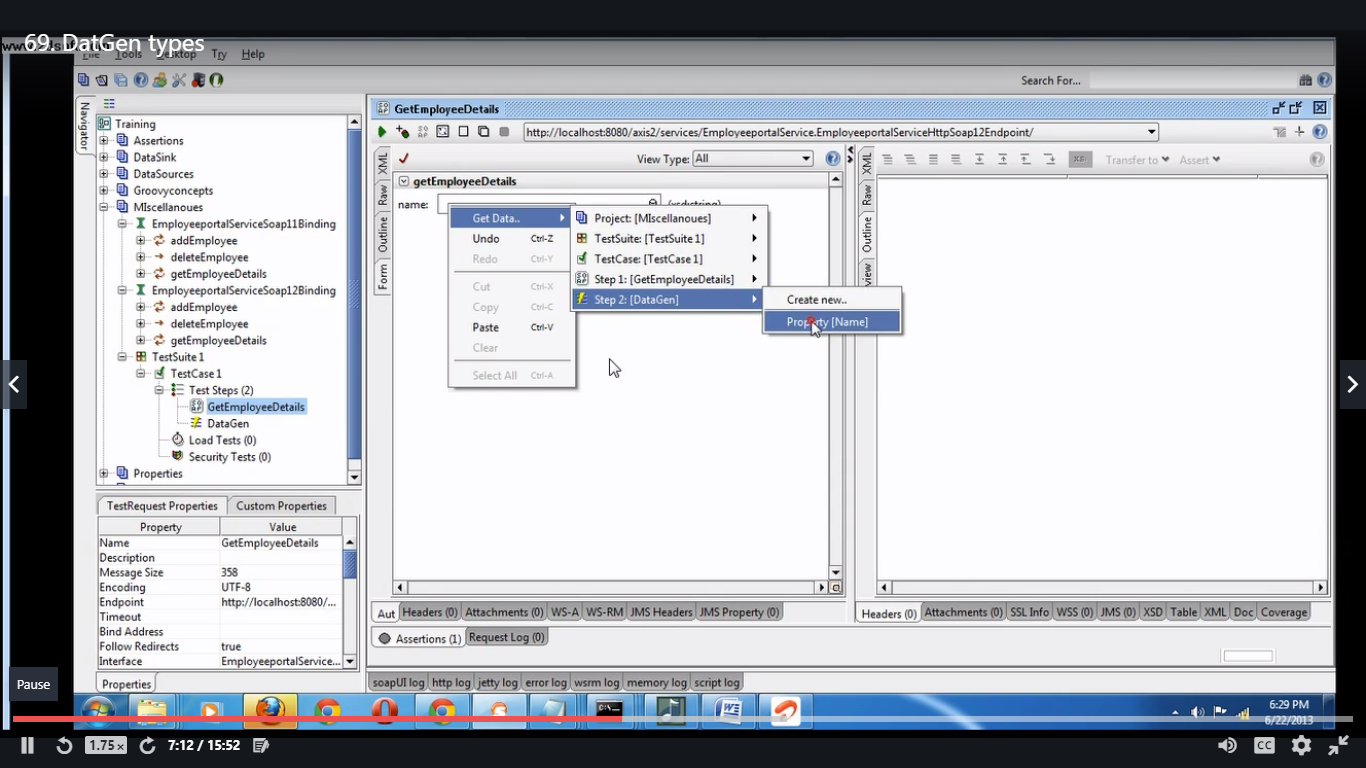 69. DatGen types
File Tools Desktop Try Help
Search For...
Navigator
Training
Assertions
DataSink
DataSources
Groovyconcepts
MIscellanoues
EmployeeportalServiceSoap11Binding
addEmployee
deleteEmployee
getEmployeeDetails
EmployeeportalServiceSoap12Binding
addEmployee
deleteEmployee
getEmployeeDetails
TestSuite 1
TestCase 1
Test Steps (2)
GetEmployeeDetails
DataGen
Load Tests (0)
Security Tests (0)
Properties
TestRequest Properties Custom Properties
Property Value
Name GetEmployeeDetails
Description
Message Size 358
Encoding UTF-8
Endpoint http://localhost:8080/...
Timeout
Bind Address
Follow Redirects true
Interface EmployeeportalService...
Properties
GetEmployeeDetails
http://localhost:8080/axis2/services/EmployeeportalService.EmployeeportalServiceHttpSoap12Endpoint/
View Type: All
XML
Raw
Outline
Form
getEmployeeDetails
name: (xsd:string)
Get Data..
Undo Ctrl-Z
Redo Ctrl-Y
Cut Ctrl-X
Copy Ctrl-C
Paste Ctrl-V
Clear
Select All Ctrl-A
Project: [MIscellanoues]
TestSuite: [TestSuite 1]
TestCase: [TestCase 1]
Step 1: [GetEmployeeDetails]
Step 2: [DataGen]
Create new..
Property [Name]
XML
Raw
Outline
Transfer to Assert
Aut Headers (0) Attachments (0) WS-A WS-RM JMS Headers JMS Property (0)
Headers (0) Attachments (0) SSL Info WSS (0) JMS (0) XSD Table XML Doc Coverage
Assertions (1) Request Log (0)
soapUI log http log jetty log error log wsrm log memory log script log
Pause
6:29 PM
6/22/2013
1.75 x 7:12 / 15:52
CC